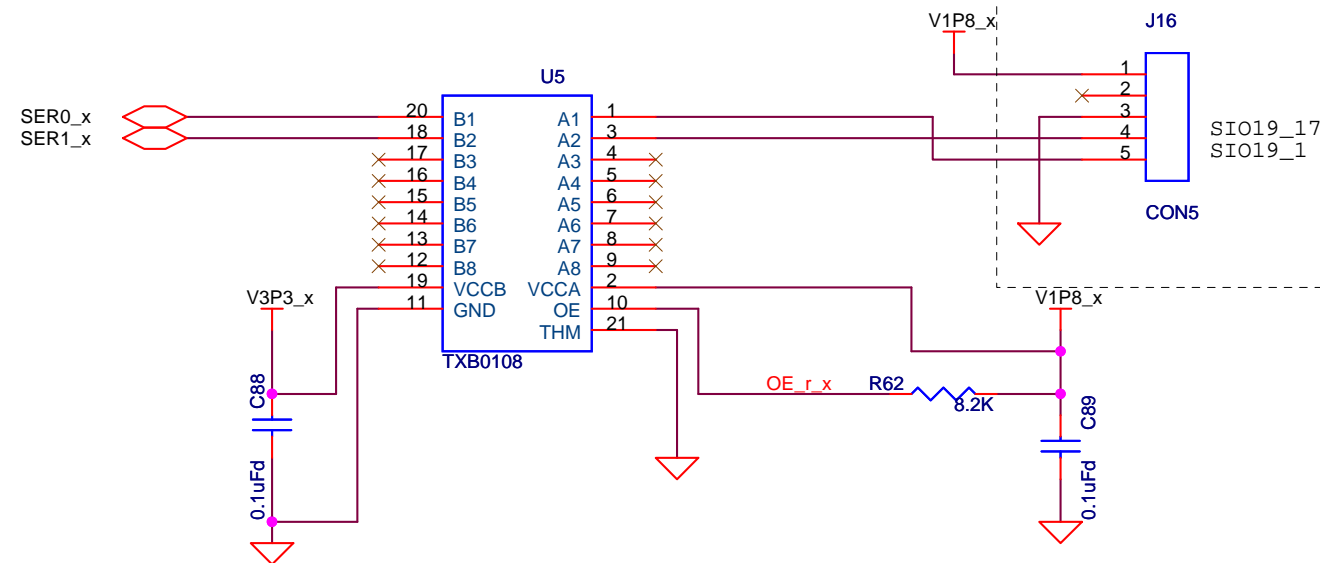 V1P8_x
J16
U5
1
2
3
4
5
SIO19_17
SIO19_1
CON5
SER0_x
SER1_x
20 B1 A1 1
18 B2 A2 3
17 B3 A3 4
16 B4 A4 5
15 B5 A5 6
14 B6 A6 7
13 B7 A7 8
12 B8 A8 9
19 VCCB VCCA 2
11 GND OE 10
THM 21
TXB0108
V3P3_x
V1P8_x
C88
0.1uFd
OE_r_x
R62
8.2K
C89
0.1uFd